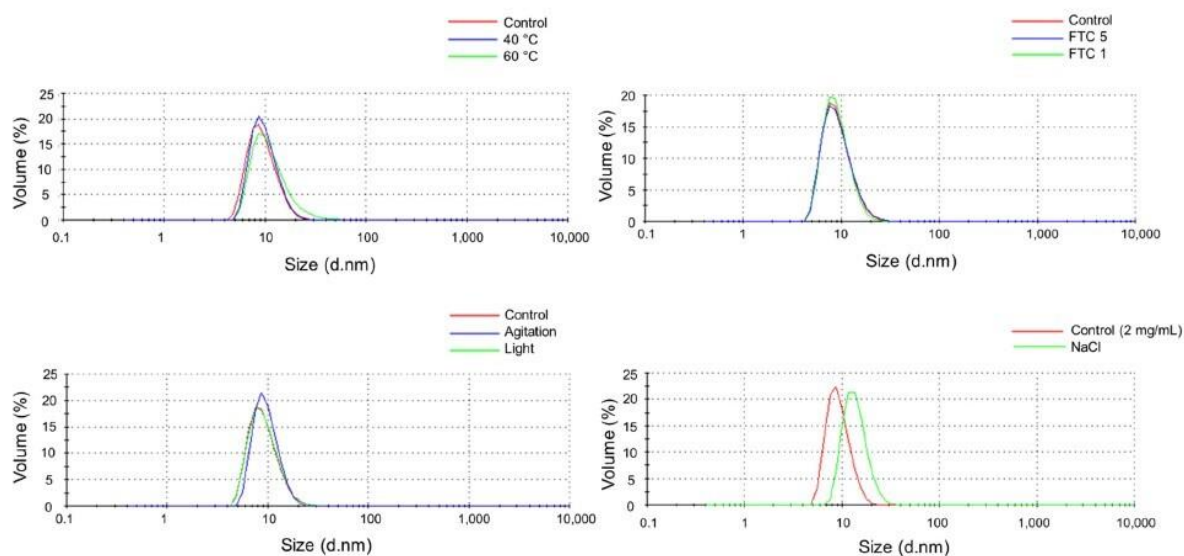 Control
40 °C
60 °C
Volume (%)
25
20
15
10
5
0
0.1 1 10 100 1,000 10,000
Size (d.nm)
Control
FTC 5
FTC 1
Volume (%)
20
15
10
5
0
0.1 1 10 100 1,000 10,000
Size (d.nm)
Control
Agitation
Light
Volume (%)
25
20
15
10
5
0
0.1 1 10 100 1,000 10,000
Size (d.nm)
Control (2 mg/mL)
NaCl
Volume (%)
25
20
15
10
5
0
0.1 1 10 100 1,000 10,000
Size (d.nm)